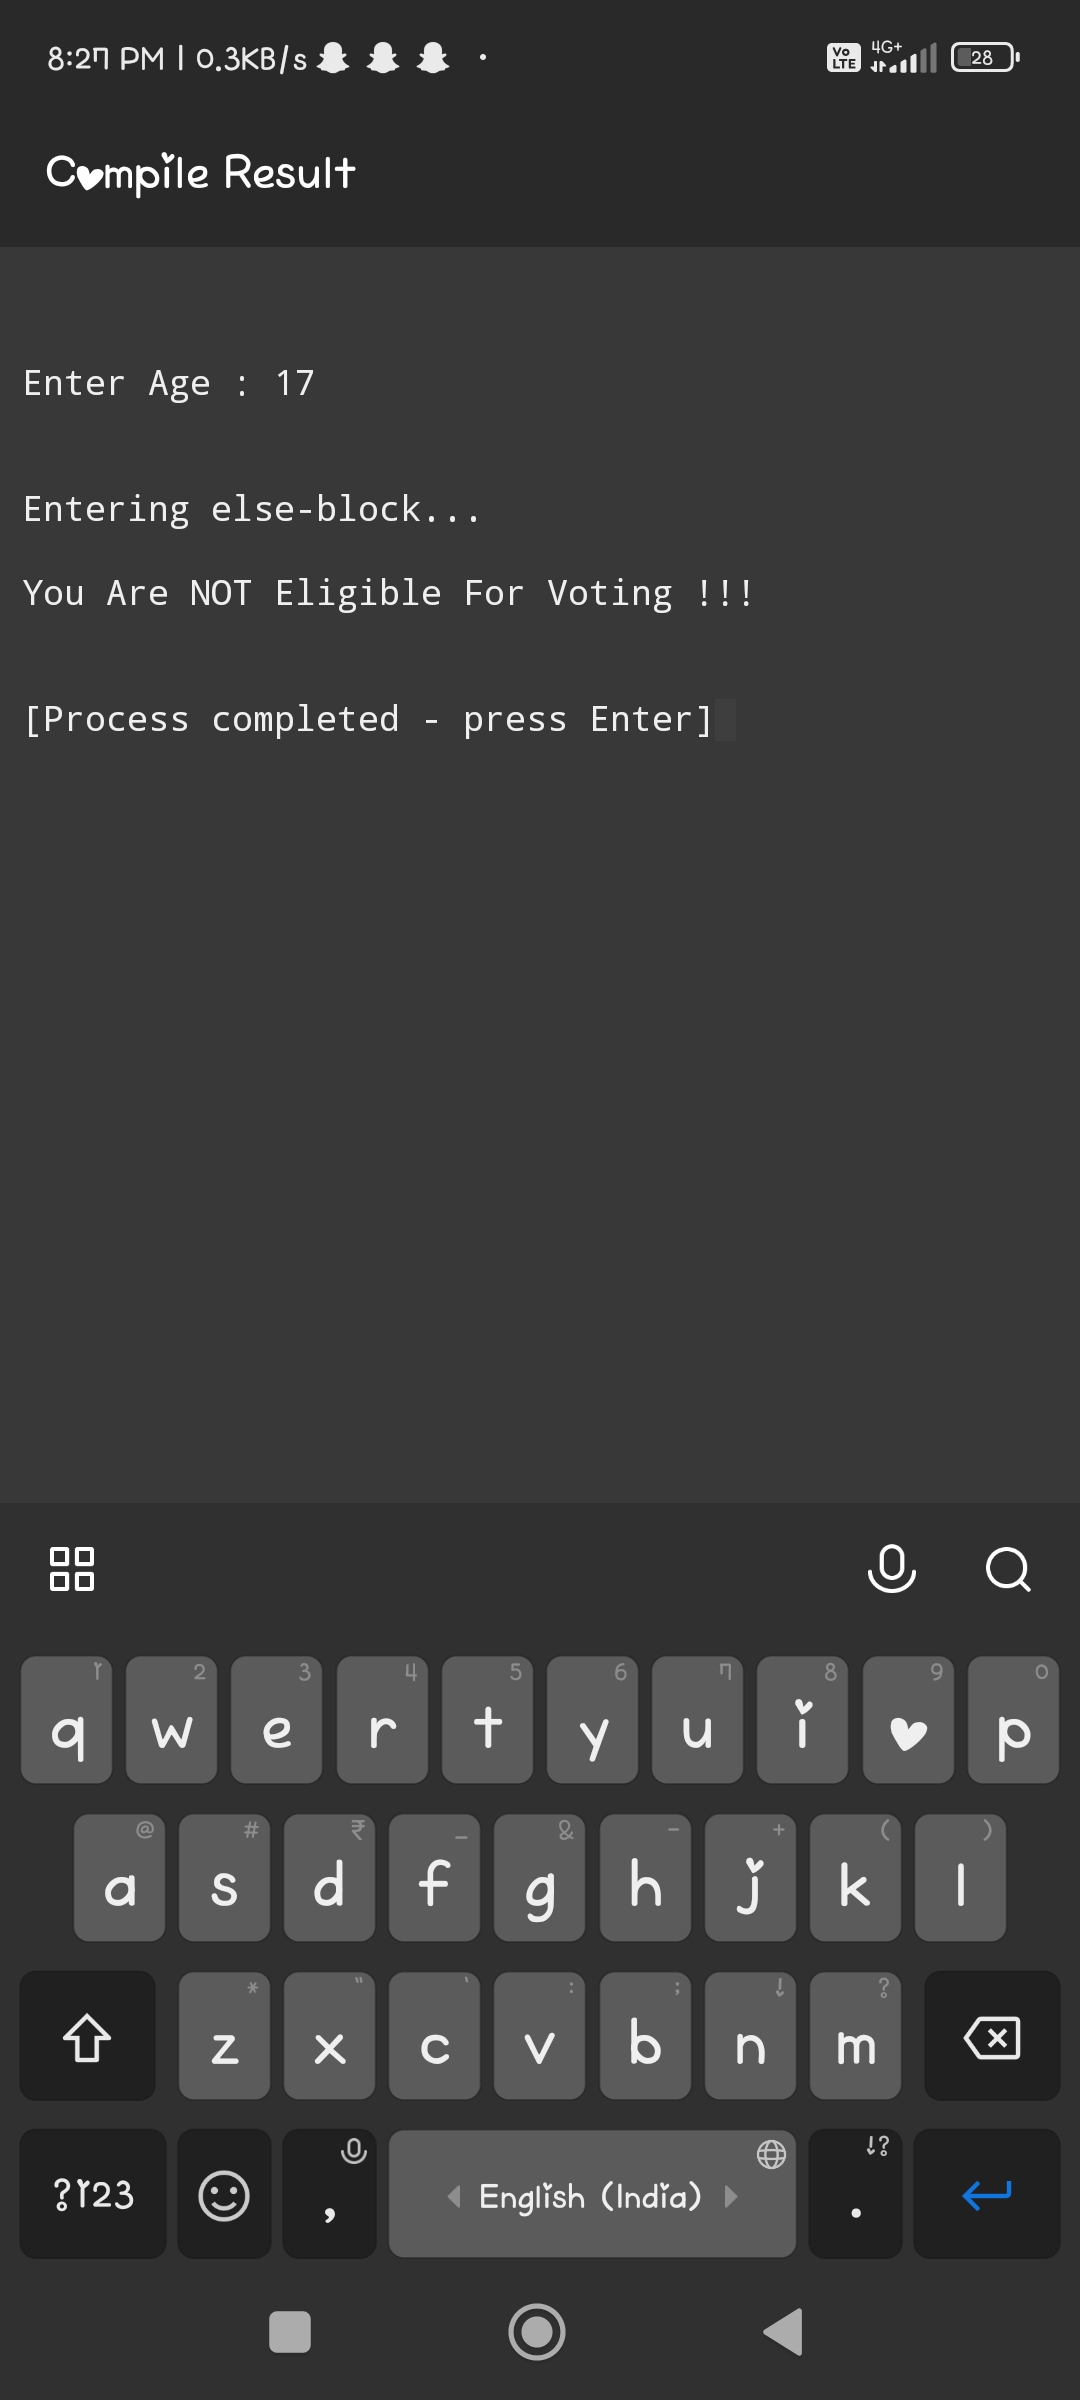 8:27 PM | 0.3KB/s
Vo LTE 4G+ 28
Compile Result
Enter Age : 17
Entering else-block...
You Are NOT Eligible For Voting !!!
[Process completed - press Enter]
1 2 3 4 5 6 7 8 9 0
q w e r t y u i o p
@ # ₹ _ & - + ( )
a s d f g h j k l
* " ' : ; ! ?
z x c v b n m
!?
?123 , English (India) .